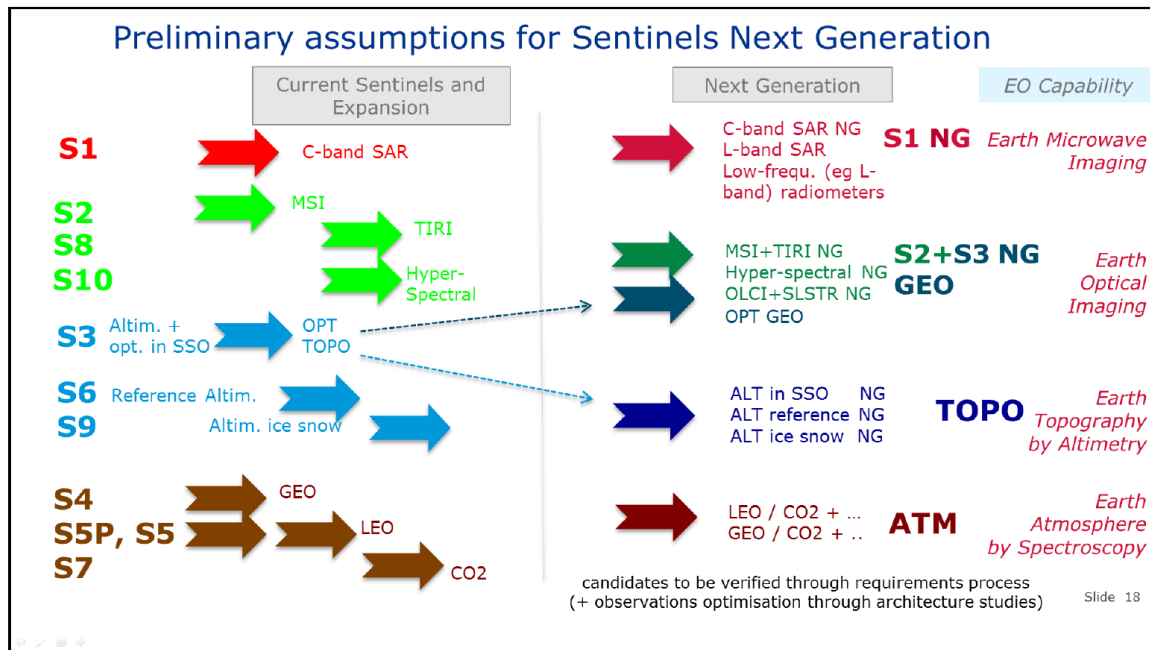 Preliminary assumptions for Sentinels Next Generation
Current Sentinels and
Expansion
Next Generation
EO Capability
S1
C-band SAR
C-band SAR NG
L-band SAR
Low-frequ. (eg L-
band) radiometers
S1 NG
Earth Microwave
Imaging
S2
S8
S10
MSI
TIRI
Hyper-
Spectral
MSI+TIRI NG
Hyper-spectral NG
OLCI+SLSTR NG
OPT GEO
S2+S3 NG
GEO
Earth
Optical
Imaging
S3
Altim. +
opt. in SSO
OPT
TOPO
S6
Reference Altim.
S9
Altim. ice snow
ALT in SSO NG
ALT reference NG
ALT ice snow NG
TOPO
Earth
Topography
by Altimetry
S4
S5P, S5
S7
GEO
LEO
CO2
LEO / CO2 + ...
GEO / CO2 + ..
ATM
Earth
Atmosphere
by Spectroscopy
candidates to be verified through requirements process
(+ observations optimisation through architecture studies)
Slide 18